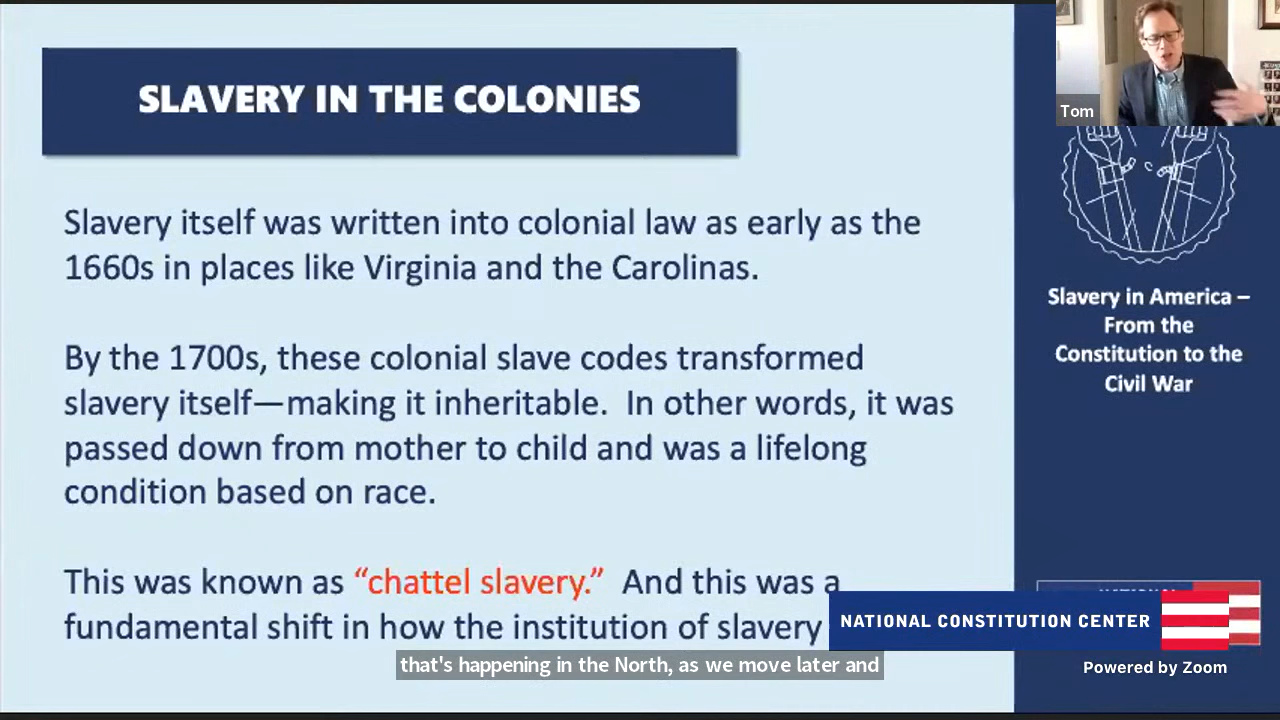 SLAVERY IN THE COLONIES
Slavery itself was written into colonial law as early as the
1660s in places like Virginia and the Carolinas.
By the 1700s, these colonial slave codes transformed
slavery itself—making it inheritable.  In other words, it was
passed down from mother to child and was a lifelong
condition based on race.
This was known as “chattel slavery.”  And this was a
fundamental shift in how the institution of slavery
that's happening in the North, as we move later and
Tom
Slavery in America –
From the
Constitution to the
Civil War
NATIONAL CONSTITUTION CENTER
Powered by Zoom